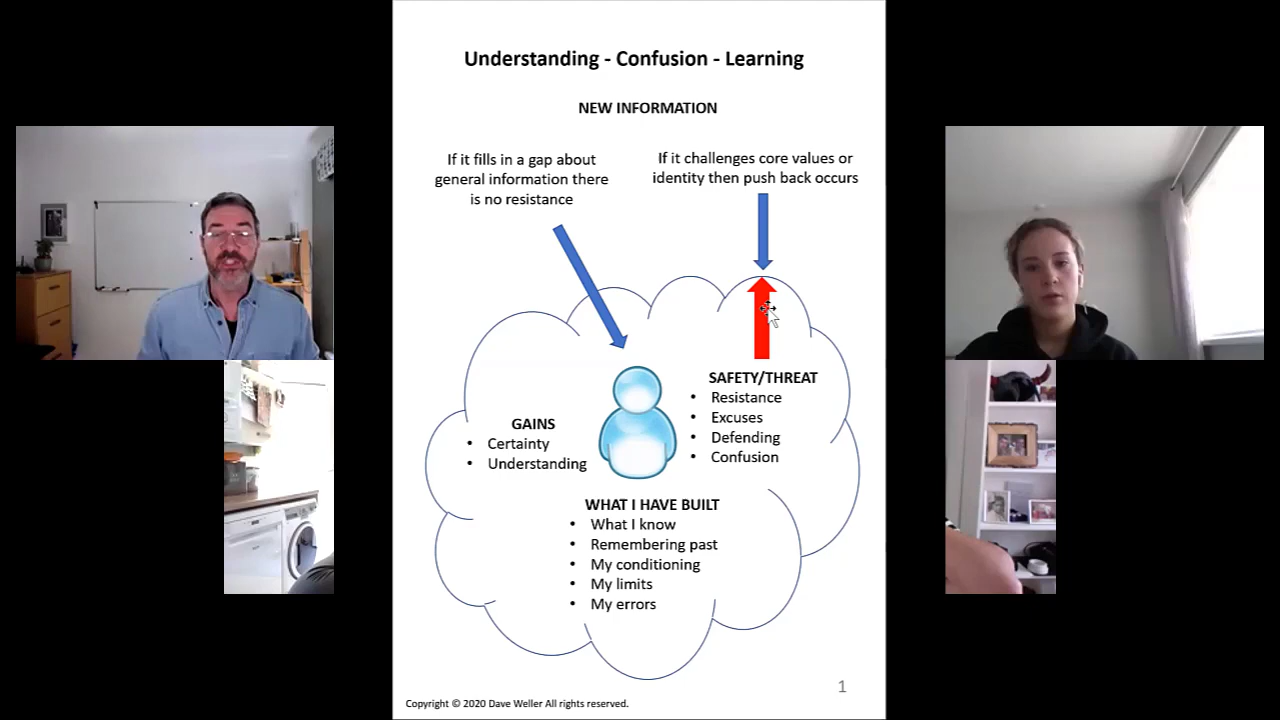 Understanding - Confusion - Learning
NEW INFORMATION
If it fills in a gap about
general information there
is no resistance
If it challenges core values or
identity then push back occurs
SAFETY/THREAT
• Resistance
• Excuses
• Defending
• Confusion
GAINS
• Certainty
• Understanding
WHAT I HAVE BUILT
• What I know
• Remembering past
• My conditioning
• My limits
• My errors
1
Copyright © 2020 Dave Weller All rights reserved.